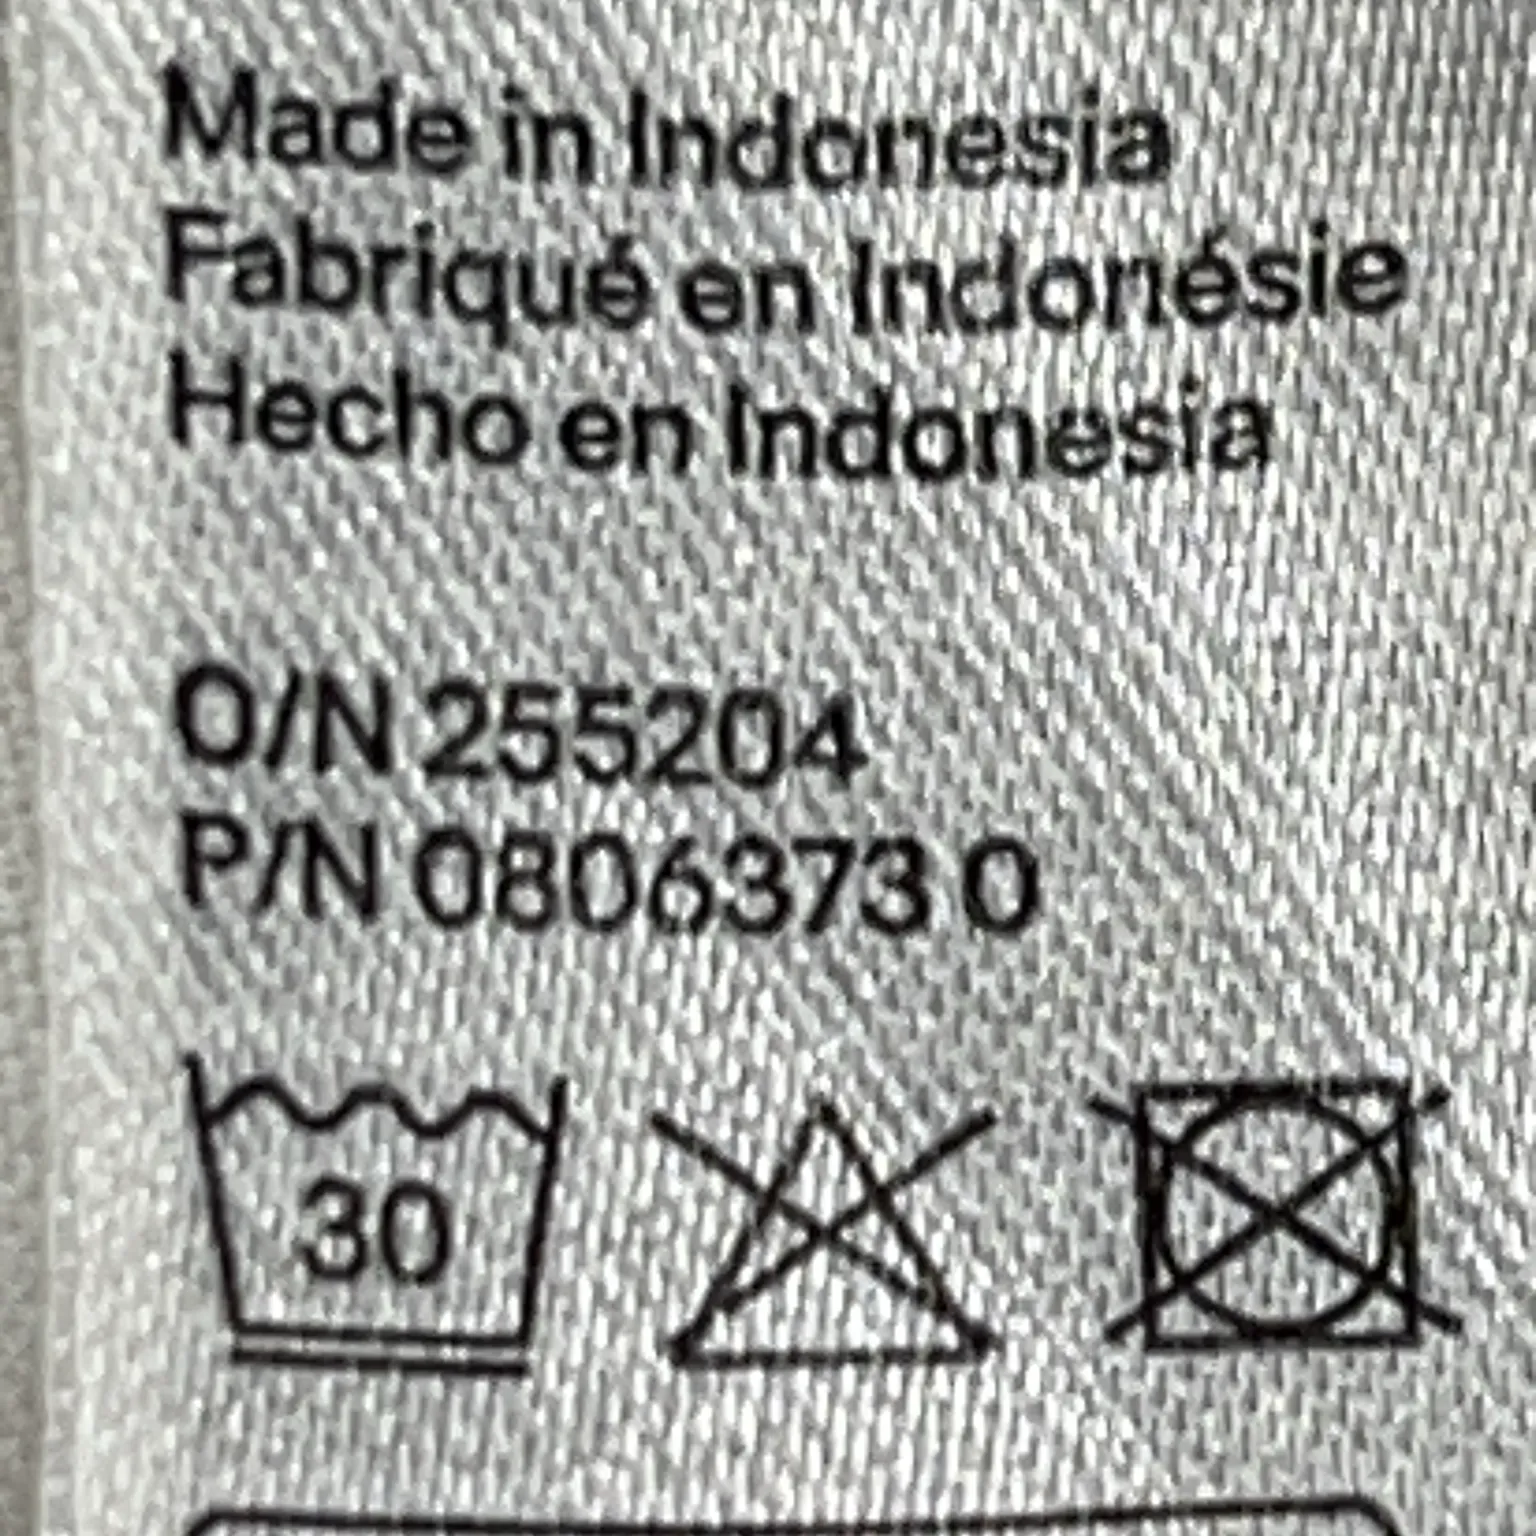 Made in Indonesia
Fabriqué en Indonésie
Hecho en Indonesia
O/N 255204
P/N 0806373 0
30